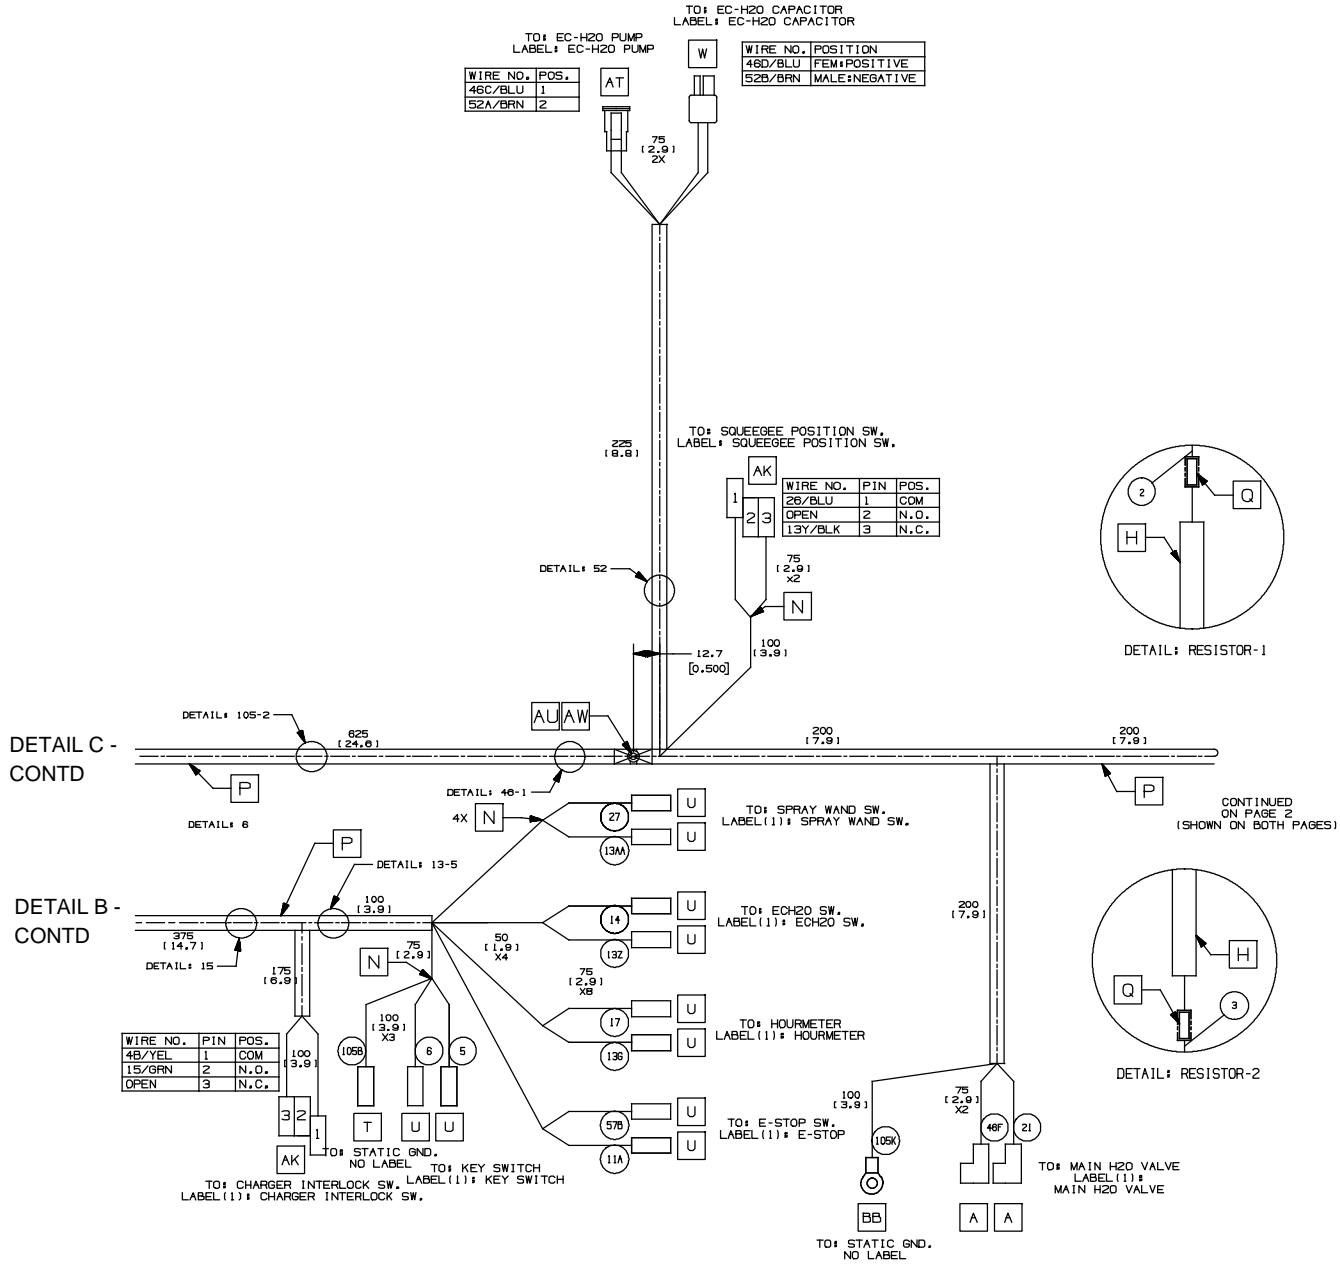 TO: EC-H2O CAPACITOR
LABEL: EC-H2O CAPACITOR
TO: EC-H2O PUMP
LABEL: EC-H2O PUMP
WIRE NO. POS.
46C/BLU 1
52A/BRN 2
AT
W
WIRE NO. POSITION
46D/BLU FEM:POSITIVE
52B/BRN MALE:NEGATIVE
75
[2.9]
2X
225
[8.8]
TO: SQUEEGEE POSITION SW.
LABEL: SQUEEGEE POSITION SW.
AK
1
2 3
WIRE NO. PIN POS.
26/BLU 1 COM
OPEN 2 N.O.
13Y/BLK 3 N.C.
75
[2.9]
X2
N
100
[3.9]
DETAIL: 52
12.7
[0.500]
2
Q
H
DETAIL: RESISTOR-1
DETAIL: 105-2
625
[24.6]
AU AW
200
[7.9]
200
[7.9]
DETAIL C -
CONTD
P
DETAIL: 6
DETAIL: 46-1
P
CONTINUED
ON PAGE 2
(SHOWN ON BOTH PAGES)
4X N
27
U
13AA
U
TO: SPRAY WAND SW.
LABEL(1): SPRAY WAND SW.
P
DETAIL: 13-5
DETAIL B -
CONTD
100
[3.9]
375
[14.7]
DETAIL: 15
175
[6.9]
14
U
13Z
U
TO: ECH20 SW.
LABEL(1): ECH20 SW.
200
[7.9]
75
[2.9]
N
50
[1.9]
X4
75
[2.9]
X8
17
U
13G
U
TO: HOURMETER
LABEL(1): HOURMETER
H
Q
3
DETAIL: RESISTOR-2
WIRE NO. PIN POS.
4B/YEL 1 COM
15/GRN 2 N.O.
OPEN 3 N.C.
100
[3.9]
100
[3.9]
X3
105B
6
5
3 2
1
AK
TO: CHARGER INTERLOCK SW.
LABEL(1): CHARGER INTERLOCK SW.
T
U
U
TO: STATIC GND.
NO LABEL
TO: KEY SWITCH
LABEL(1): KEY SWITCH
57B
U
11A
U
TO: E-STOP SW.
LABEL(1): E-STOP
100
[3.9]
75
[2.9]
X2
105K
46F
21
BB
A
A
TO: STATIC GND.
NO LABEL
TO: MAIN H20 VALVE
LABEL(1):
MAIN H20 VALVE